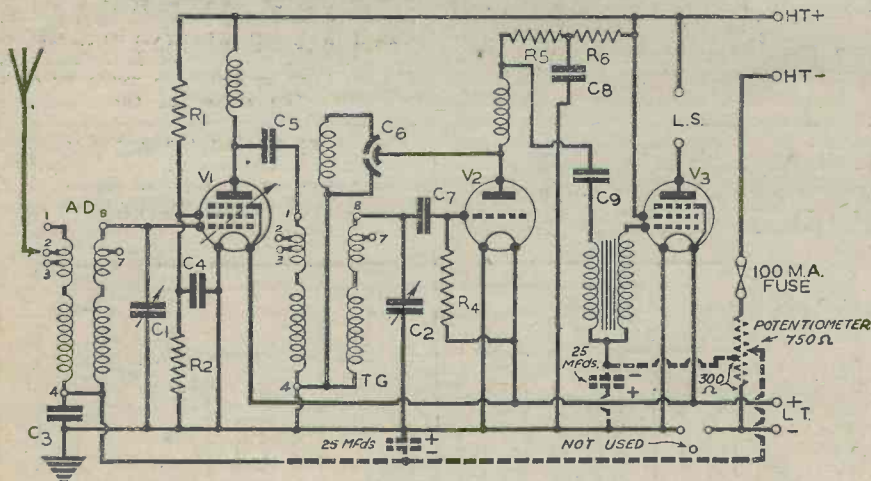 HT+
HT-
R5
R6
C8
L.S.
R1
C5
C6
V1
V2
V3
C7
C9
AD
1
2
3
8
7
1
2
3
8
7
C4
C1
R2
C2
R4
100 M.A.
FUSE
POTENTIOMETER
750Ω
300
Ω
25
Mfds.
-
+
4
C3
4
TG
+
L.T.
-
25 Mfds
+
-
NOT USED